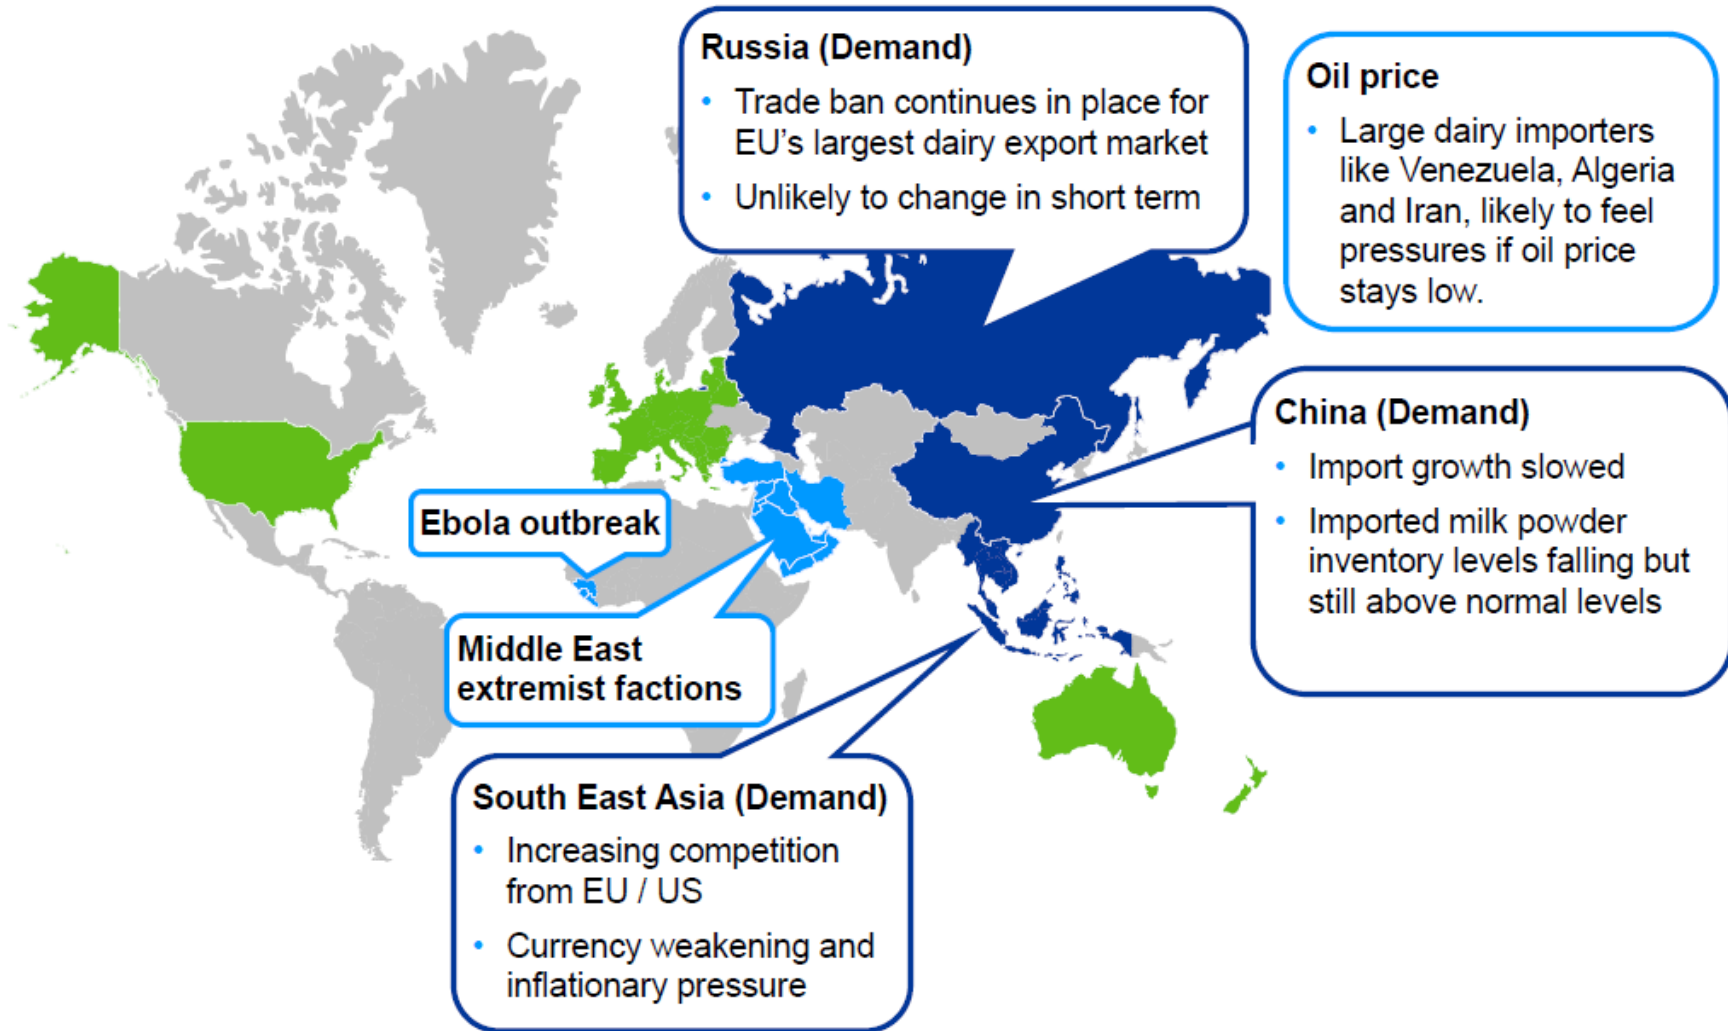 Russia (Demand)
• Trade ban continues in place for
EU's largest dairy export market
• Unlikely to change in short term
Oil price
• Large dairy importers
like Venezuela, Algeria
and Iran, likely to feel
pressures if oil price
stays low.
China (Demand)
• Import growth slowed
• Imported milk powder
inventory levels falling but
still above normal levels
Ebola outbreak
Middle East
extremist factions
South East Asia (Demand)
• Increasing competition
from EU / US
• Currency weakening and
inflationary pressure